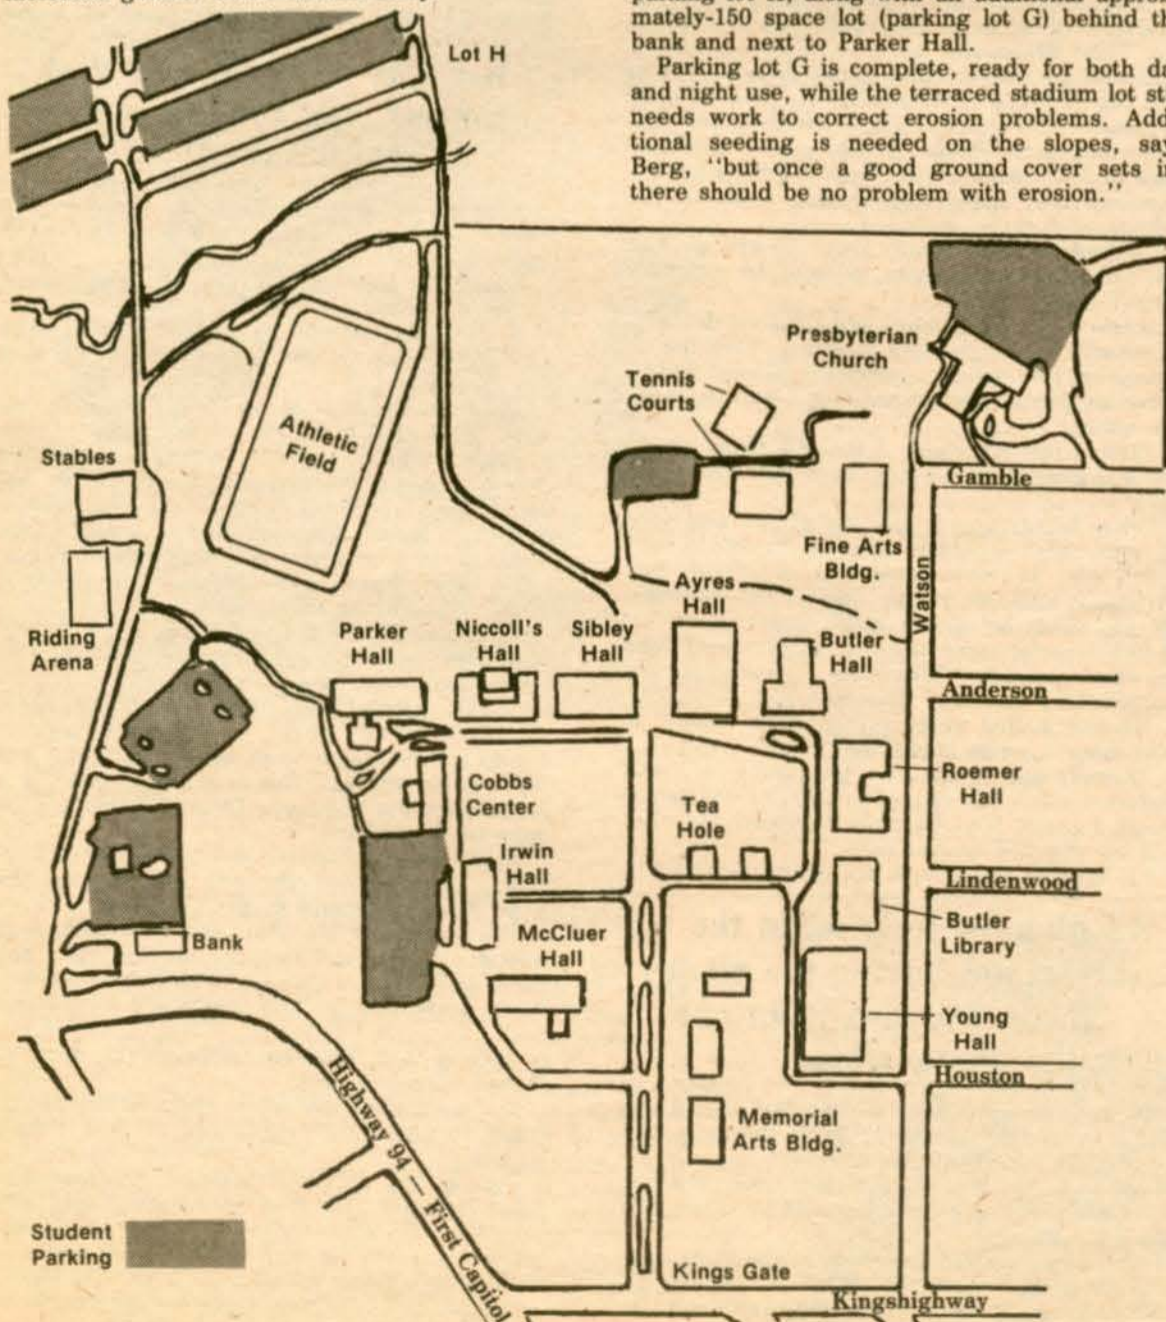 mately-150 space lot (parking lot G) behind th
bank and next to Parker Hall.
Parking lot G is complete, ready for both da
and night use, while the terraced stadium lot st
needs work to correct erosion problems. Add
tional seeding is needed on the slopes, say
Berg, "but once a good ground cover sets i
there should be no problem with erosion."
Lot H
Presbyterian
Church
Tennis
Courts
Athletic
Field
Stables
Gamble
Fine Arts
Bldg.
Watson
Ayres
Hall
Riding
Arena
Parker
Hall
Niccoll's
Hall
Sibley
Hall
Butler
Hall
Anderson
Roemer
Hall
Cobbs
Center
Tea
Hole
Irwin
Hall
Lindenwood
Butler
Library
McCluer
Hall
Bank
Young
Hall
Houston
Highway 94 — First Capitol
Memorial
Arts Bldg.
Student
Parking
Kings Gate
Kingshighway